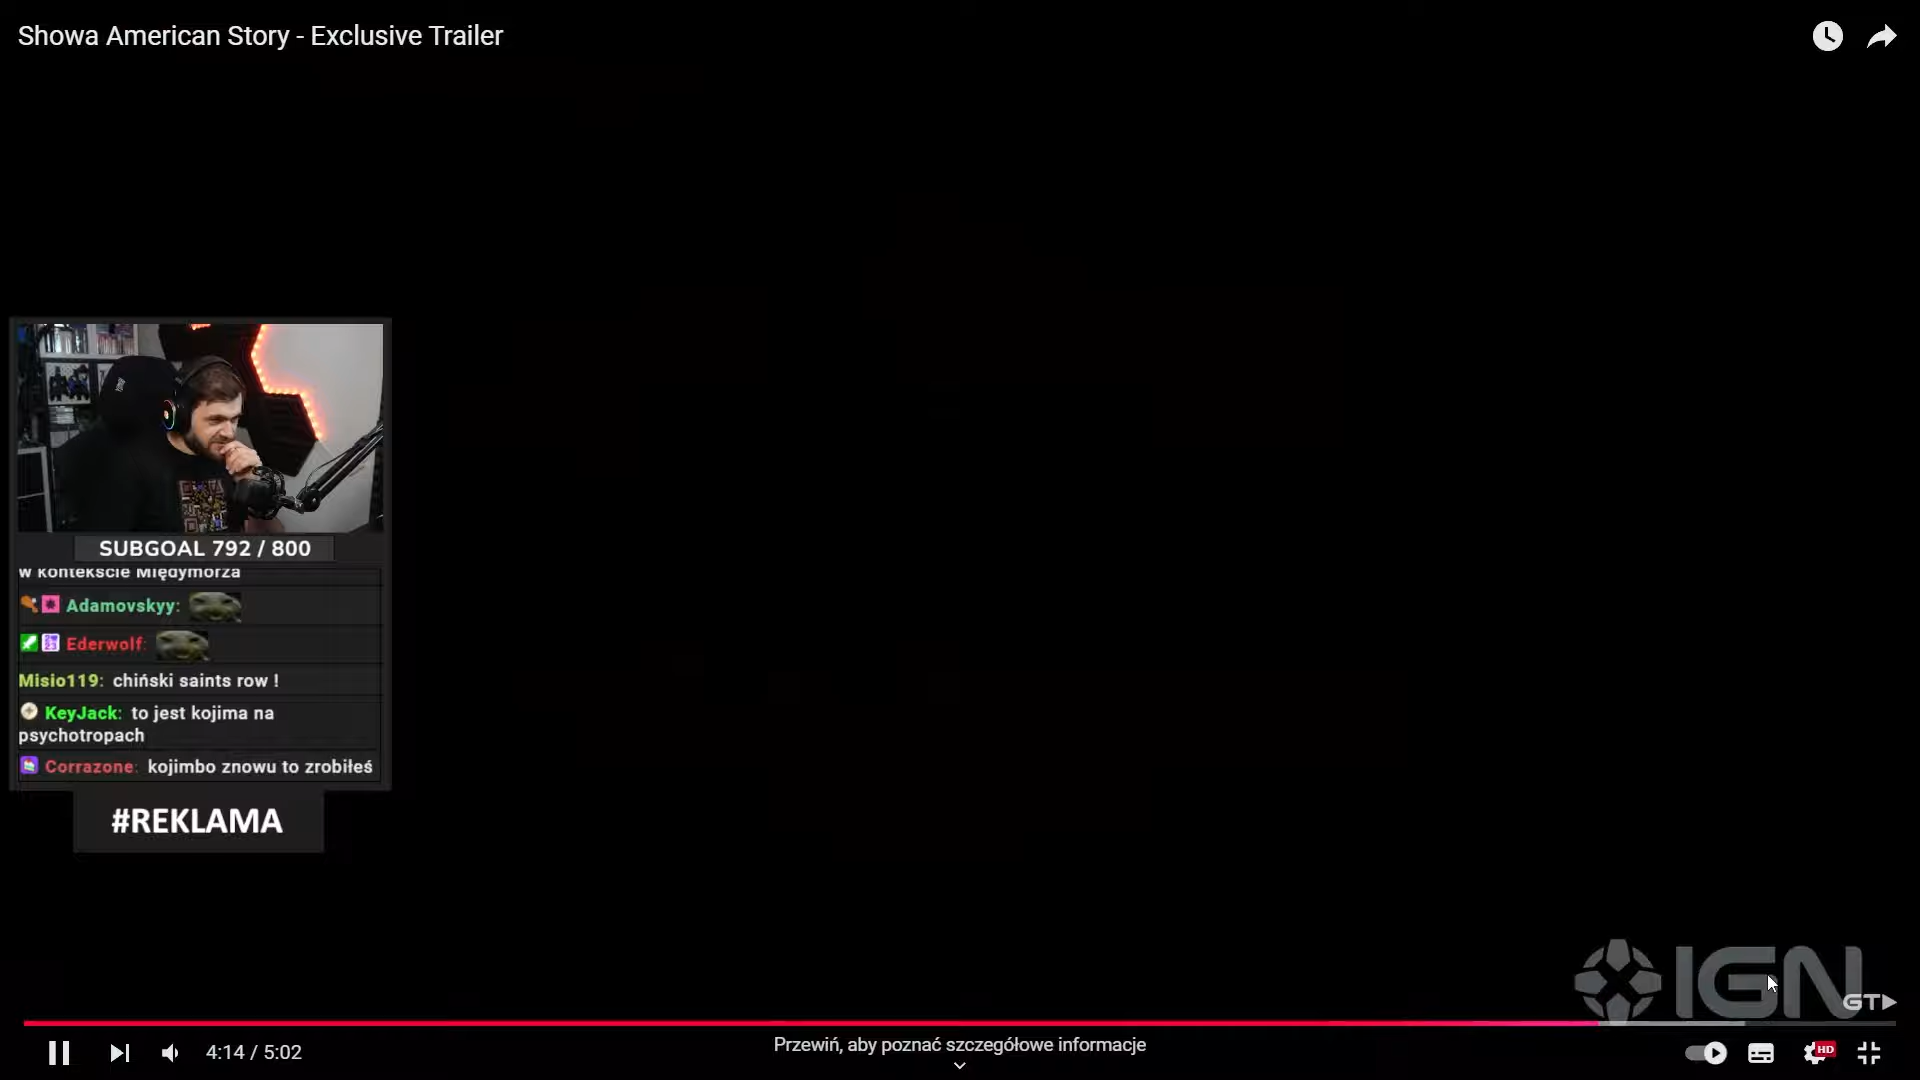 Showa American Story - Exclusive Trailer
SUBGOAL 792 / 800
w kontekście Międymorza
Adamovskyy:
Ederwolf:
Misio119: chiński saints row !
KeyJack: to jest kojima na
psychotropach
Corrazone: kojimbo znowu to zrobiłeś
#REKLAMA
IGN
GT
4:14 / 5:02
Przewiń, aby poznać szczegółowe informacje
HD